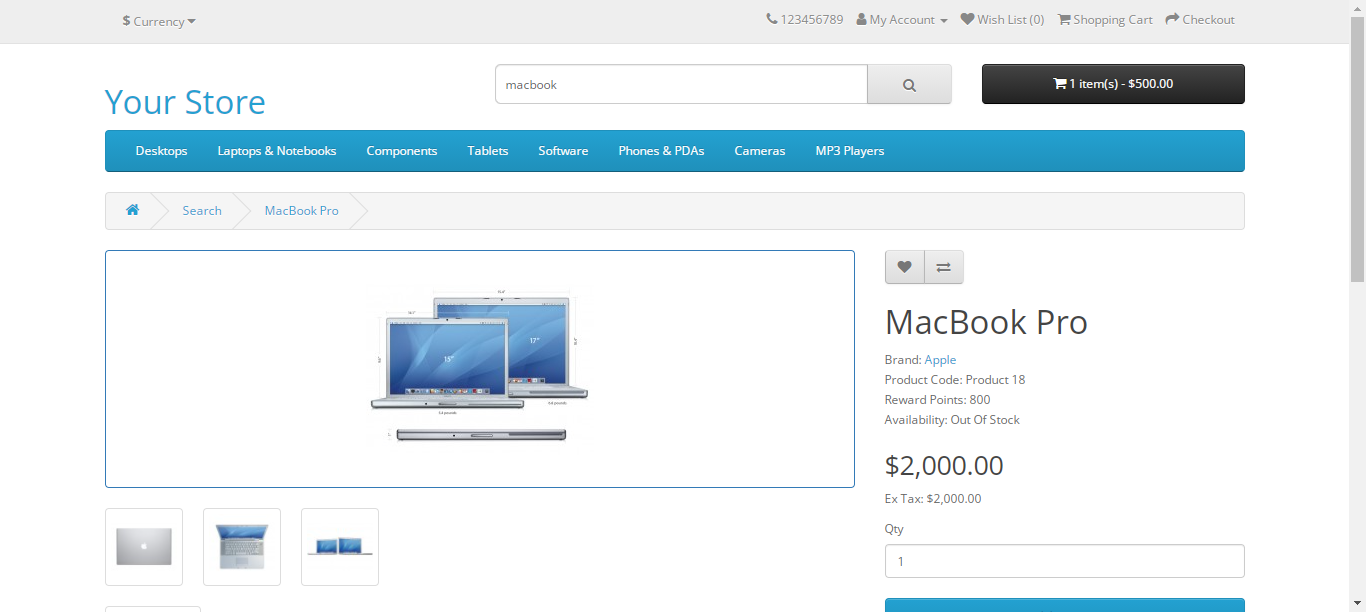 $ Currency
123456789 My Account Wish List (0) Shopping Cart Checkout
Your Store
macbook
1 item(s) - $500.00
Desktops Laptops & Notebooks Components Tablets Software Phones & PDAs Cameras MP3 Players
Search MacBook Pro
15"
17"
MacBook Pro
Brand: Apple
Product Code: Product 18
Reward Points: 800
Availability: Out Of Stock
$2,000.00
Ex Tax: $2,000.00
Qty
1